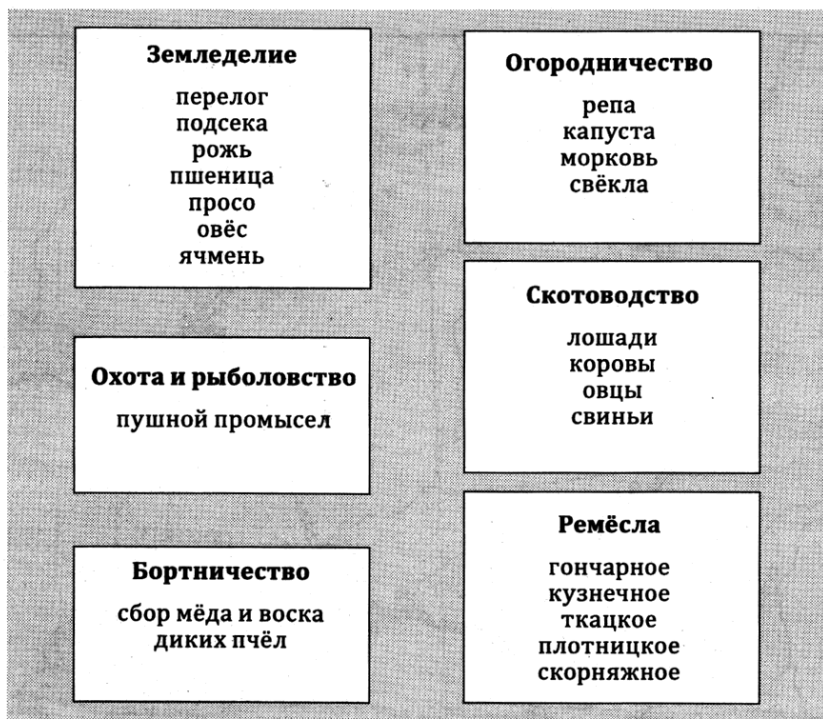 Земледелие
перелог
подсека
рожь
пшеница
просо
овёс
ячмень
Охота и рыболовство
пушной промысел
Бортничество
сбор мёда и воска
диких пчёл
Огородничество
репа
капуста
морковь
свёкла
Скотоводство
лошади
коровы
овцы
свиньи
Ремёсла
гончарное
кузнечное
ткацкое
плотницкое
скорняжное